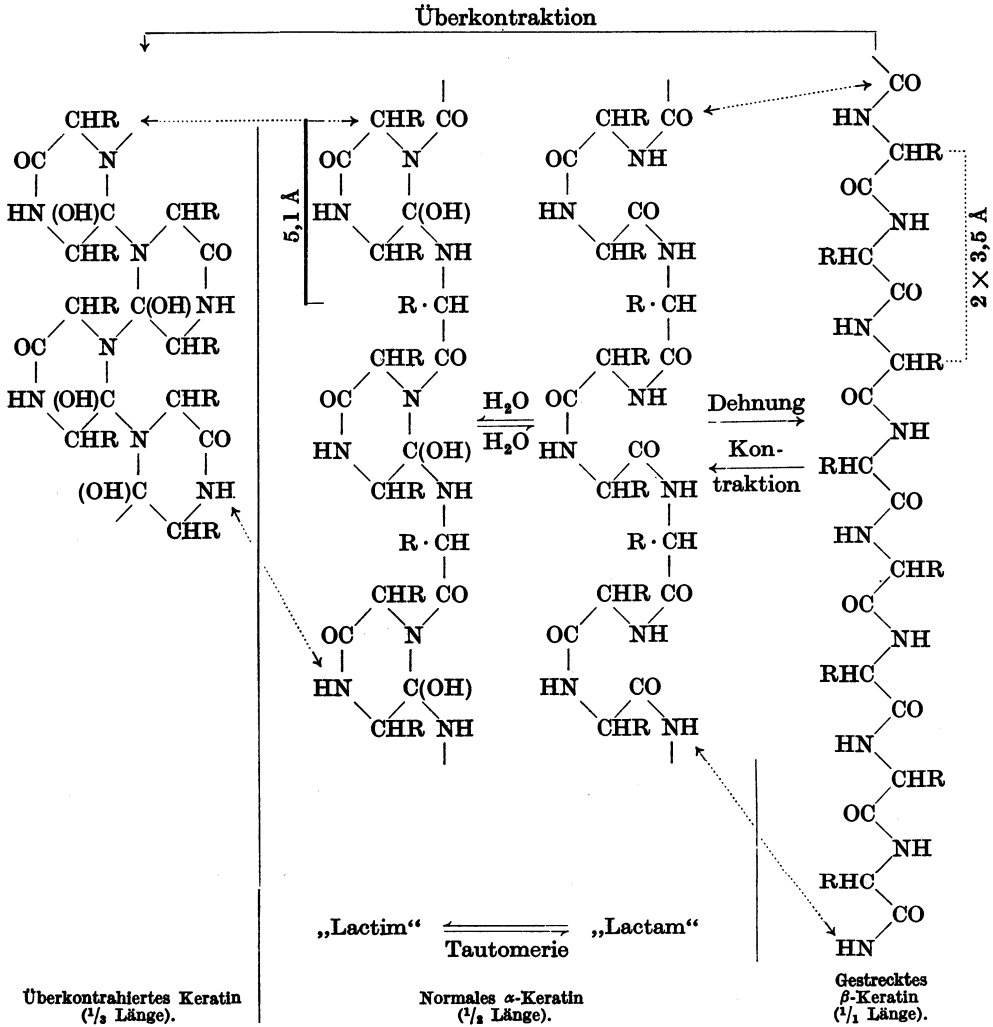 Überkontraktion
CHR
OC N
HN (OH)C CHR
CHR N CO
CHR C(OH) NH
OC N CHR
HN (OH)C CHR
CHR N CO
(OH)C NH
CHR
5,1 Å
CHR CO
OC N
HN C(OH)
CHR NH
R · CH
CHR CO
OC N
HN C(OH)
CHR NH
R · CH
CHR CO
OC N
HN C(OH)
CHR NH
H₂O
H₂O
CHR CO
OC NH
HN CO
CHR NH
R · CH
CHR CO
OC NH
HN CO
CHR NH
R · CH
CHR CO
OC NH
HN CO
CHR NH
Dehnung
Kon-
traktion
CO
HN
CHR
OC
NH
RHC
CO
HN
CHR
OC
NH
RHC
CO
HN
CHR
OC
NH
RHC
CO
HN
CHR
OC
NH
RHC
CO
HN
2 × 3,5 Å
„Lactim“ „Lactam“
Tautomerie
Überkontrahiertes Keratin
(¹/₃ Länge).
Normales α-Keratin
(¹/₂ Länge).
Gestrecktes
β-Keratin
(¹/₁ Länge).